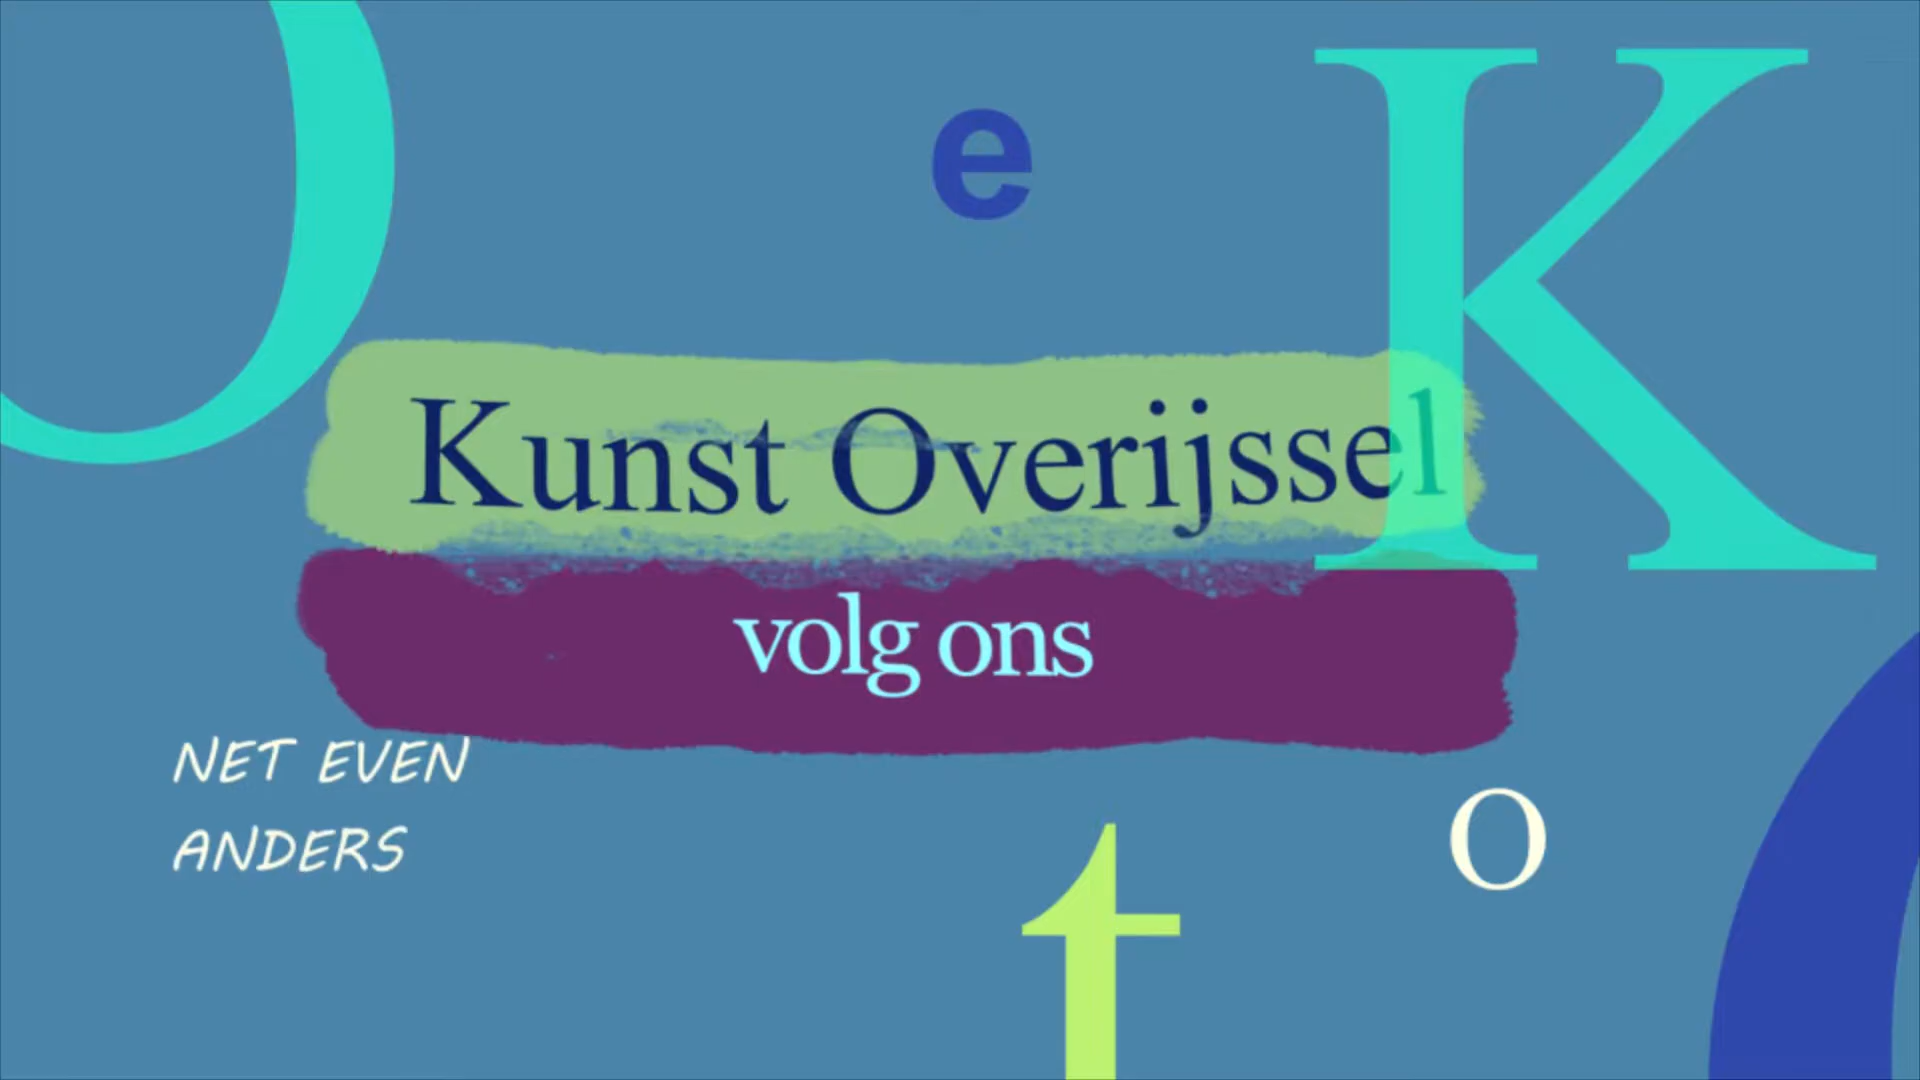 e
K
Kunst Overijssel
volg ons
NET EVEN
ANDERS
o
t